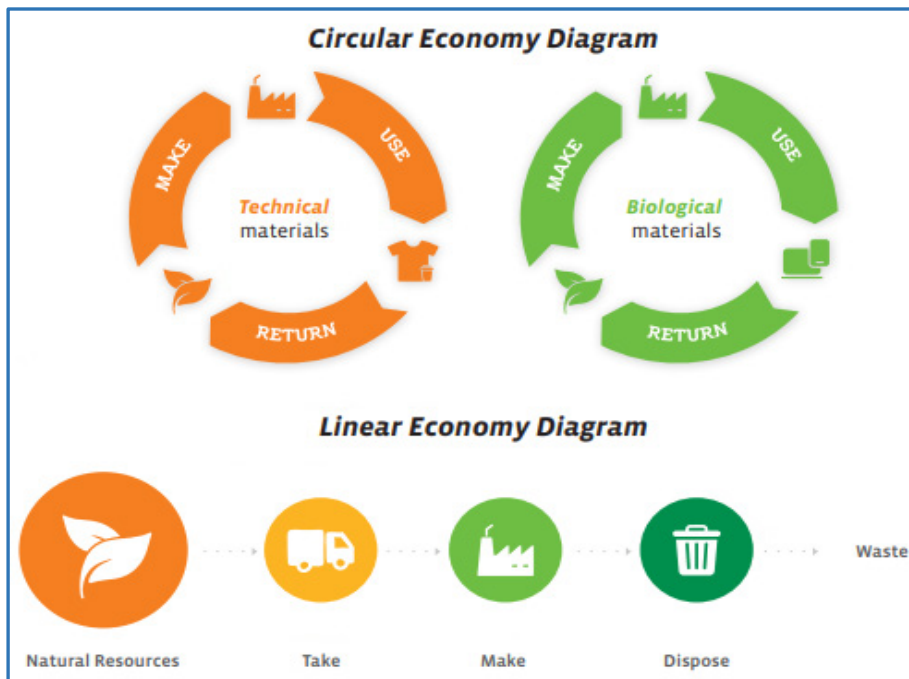 Circular Economy Diagram
MAKE
USE
RETURN
Technical
materials
MAKE
USE
RETURN
Biological
materials
Linear Economy Diagram
Waste
Natural Resources
Take
Make
Dispose